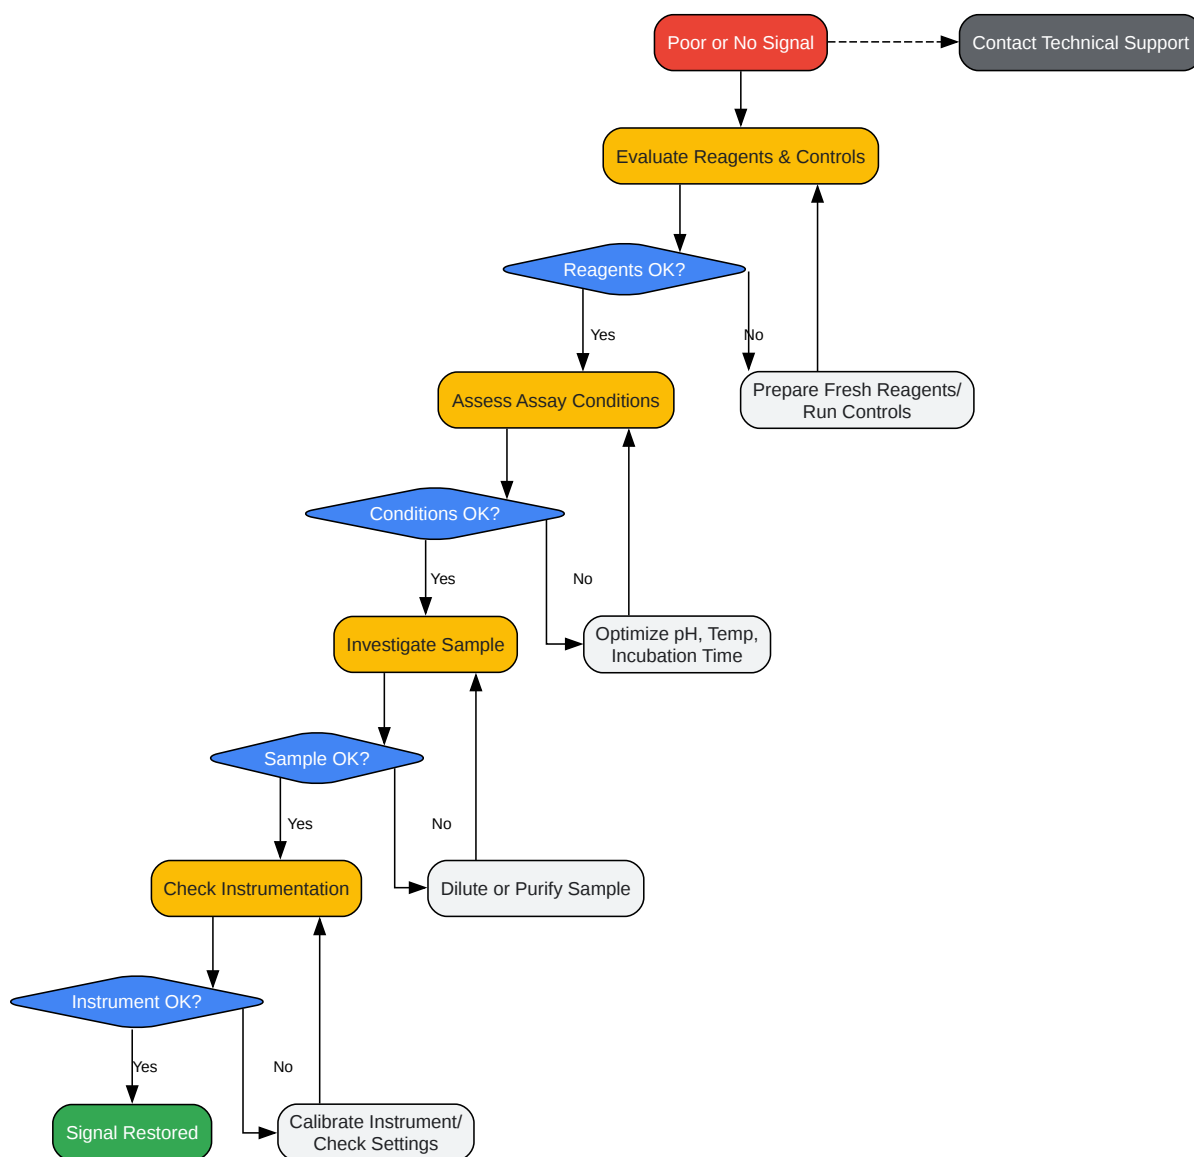 Poor or No Signal
Contact Technical Support
Evaluate Reagents & Controls
Reagents OK?
Yes
No
Assess Assay Conditions
Prepare Fresh Reagents/
Run Controls
Conditions OK?
Yes
No
Investigate Sample
Optimize pH, Temp,
Incubation Time
Sample OK?
Yes
No
Check Instrumentation
Dilute or Purify Sample
Instrument OK?
Yes
No
Signal Restored
Calibrate Instrument/
Check Settings